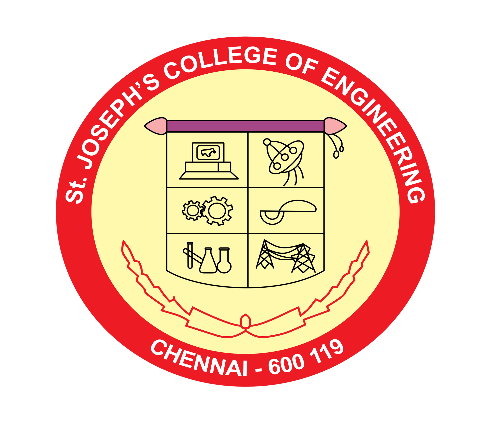 St. JOSEPH'S COLLEGE OF ENGINEERING
CHENNAI - 600 119